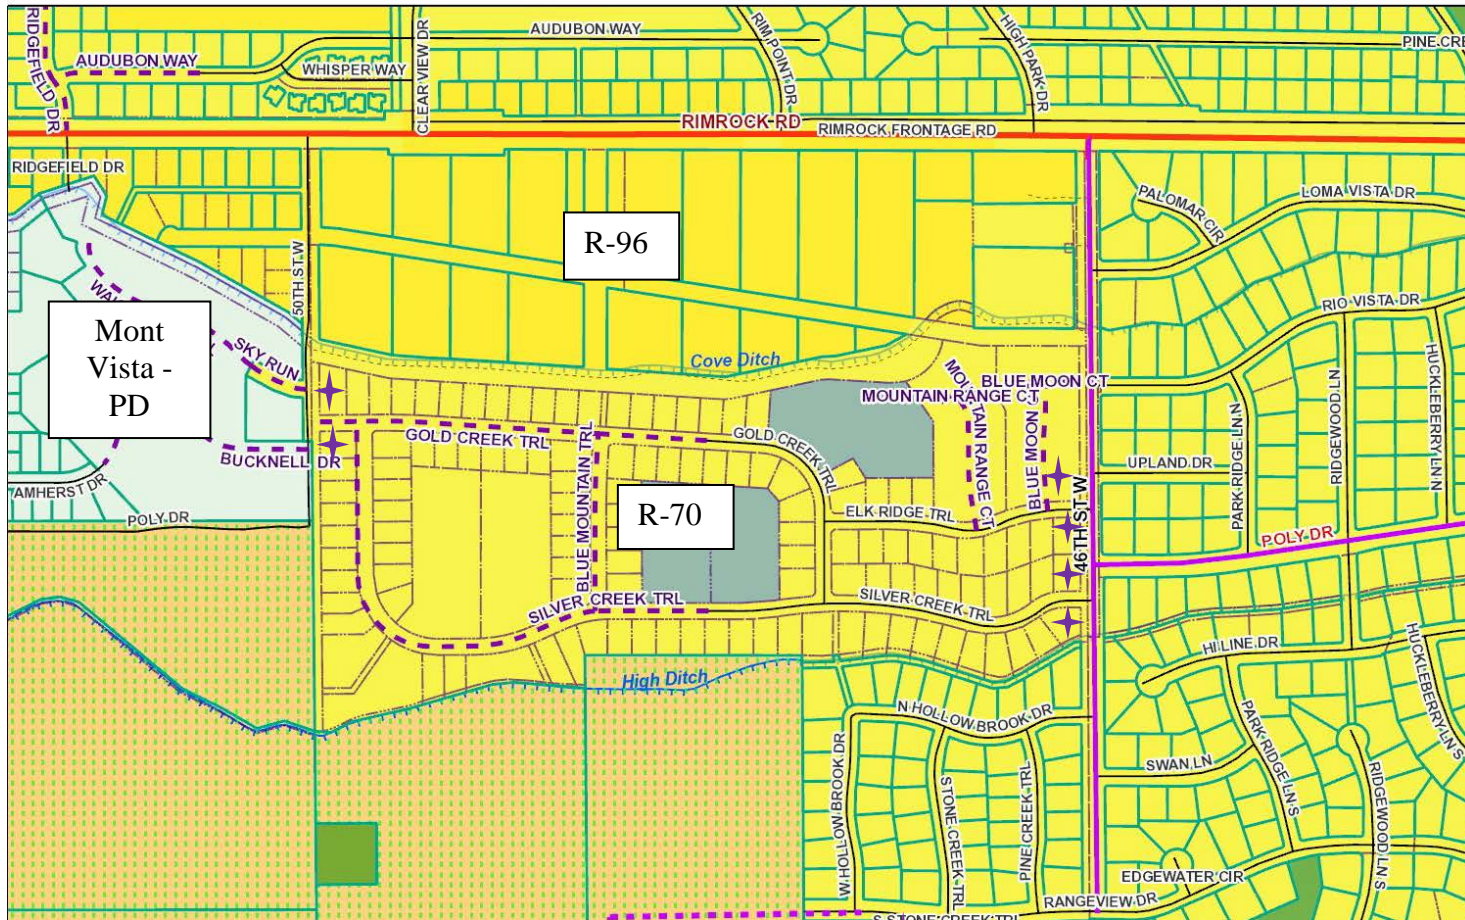 RIDGEFIELD DR
AUDUBON WAY
WHISPER WAY
CLEAR VIEW DR
AUDUBON WAY
RIM POINT DR
HIGH PARK DR
PINE CRE
RIMROCK RD
RIMROCK FRONTAGE RD
RIDGEFIELD DR
50TH ST W
R-96
PALOMAR CIR
LOMA VISTA DR
RIO VISTA DR
Mont
Vista -
PD
SKY RUN
Cove Ditch
BLUE MOON CT
MOUNTAIN RANGE CT
MOUNTAIN RANGE CT
BLUE MOON
HUCKLEBERRY LN N
RIDGEWOOD LN
PARK RIDGE LN N
GOLD CREEK TRL
BLUE MOUNTAIN TRL
GOLD CREEK TRL
BUCKNELL DR
AMHERST DR
POLY DR
R-70
ELK RIDGE TRL
46TH ST W
UPLAND DR
POLY DR
SILVER CREEK TRL
SILVER CREEK TRL
HI LINE DR
HUCKLEBERRY LN S
High Ditch
N HOLLOW BROOK DR
W HOLLOW BROOK DR
STONE CREEK TRL
PINE CREEK TRL
SWAN LN
PARK RIDGE LN S
RIDGEWOOD LN S
EDGEWATER CIR
RANGEVIEW DR
S STONE CREEK TRL